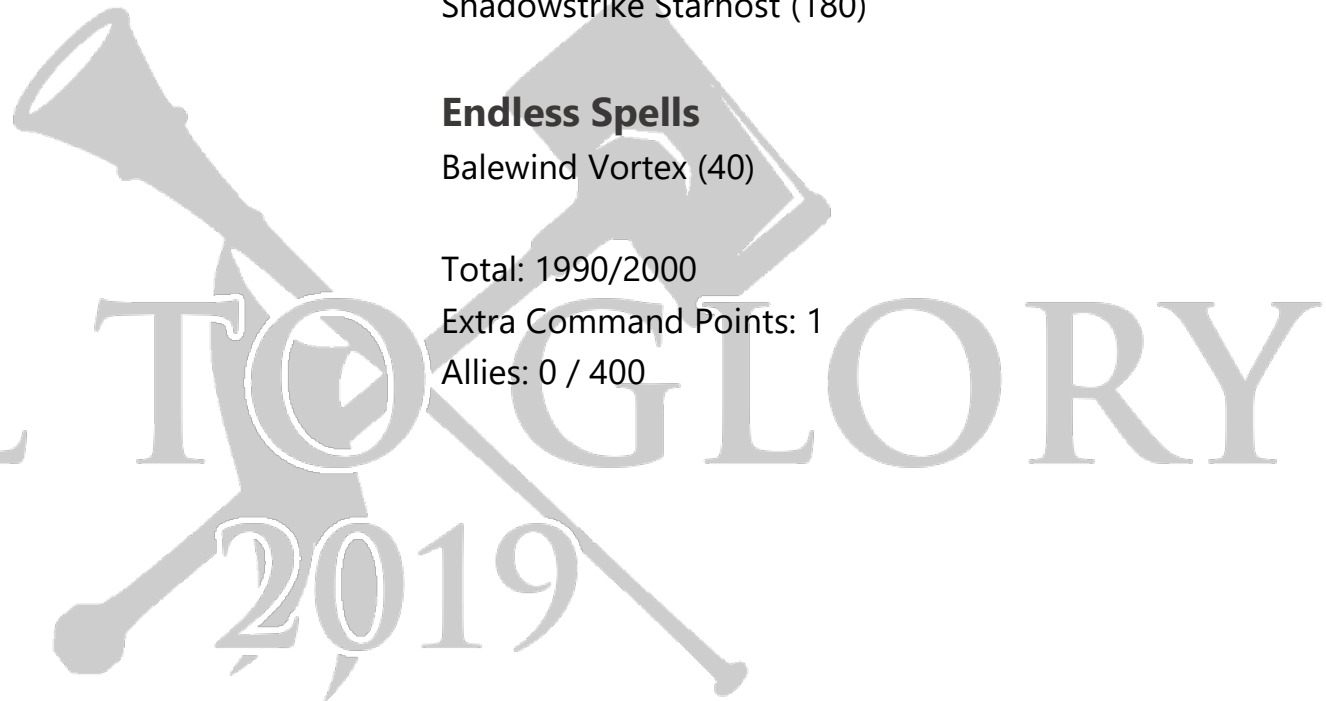 Shadowstrike Starhost (180)
Endless Spells
Balewind Vortex (40)
Total: 1990/2000
Extra Command Points: 1
Allies: 0 / 400
TO GLORY
2019